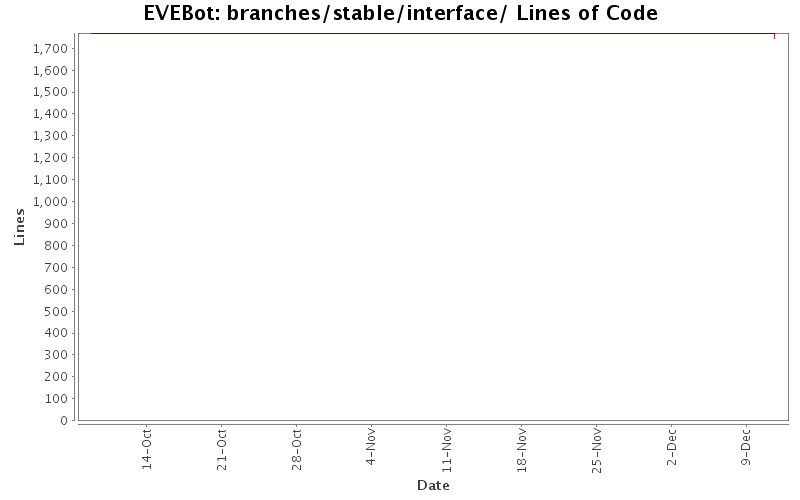 EVEBot: branches/stable/interface/ Lines of Code
1,700
1,600
1,500
1,400
1,300
1,200
1,100
1,000
900
800
700
600
500
400
300
200
100
0
Lines
14-Oct
21-Oct
28-Oct
4-Nov
11-Nov
18-Nov
25-Nov
2-Dec
9-Dec
Date